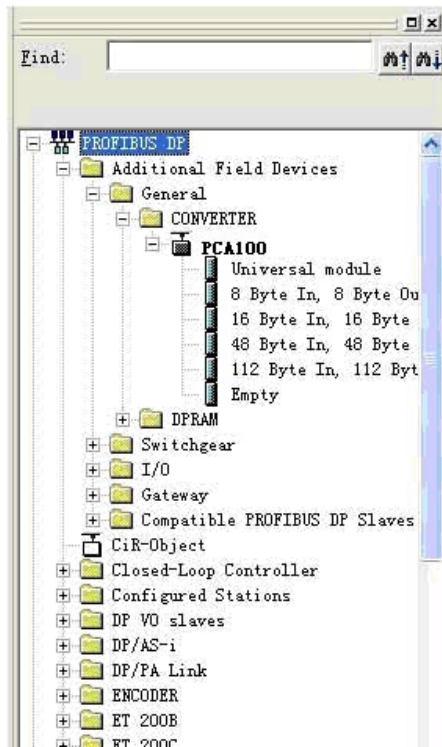 Find:
PROFIBUS DP
Additional Field Devices
General
CONVERTER
PCA100
Universal module
8 Byte In, 8 Byte Ou
16 Byte In, 16 Byte
48 Byte In, 48 Byte
112 Byte In, 112 Byt
Empty
DPRAM
Switchgear
I/O
Gateway
Compatible PROFIBUS DP Slaves
CiR-Object
Closed-Loop Controller
Configured Stations
DP V0 slaves
DP/AS-i
DP/PA Link
ENCODER
ET 200B
ET 200C